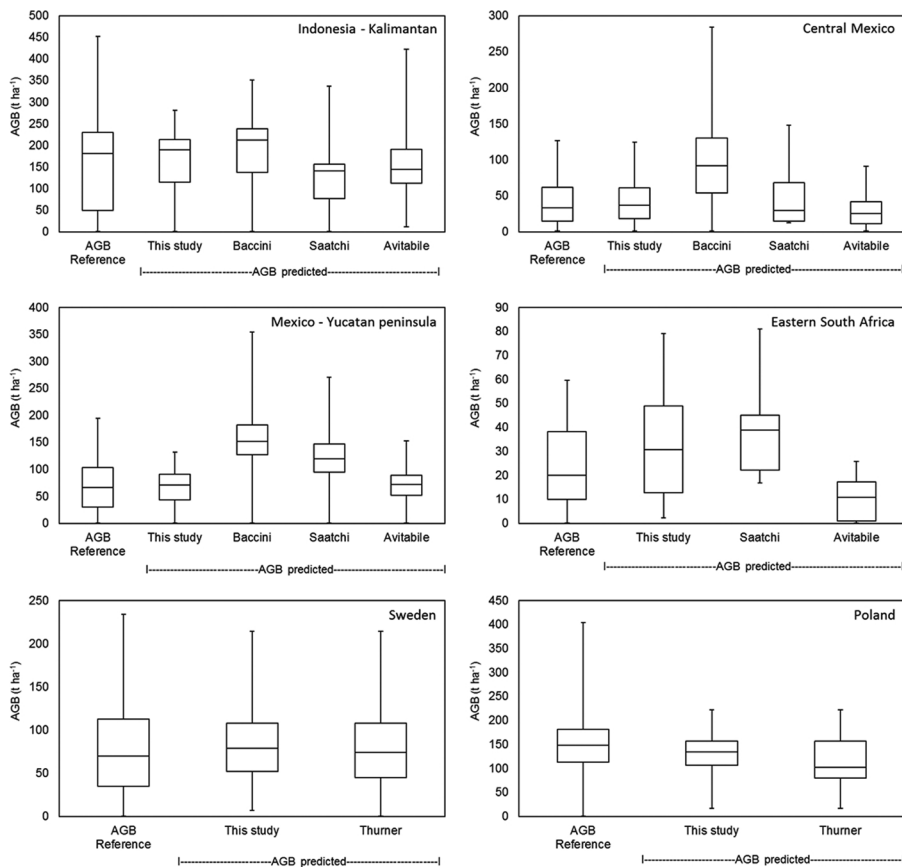 Indonesia - Kalimantan
AGB (t ha⁻¹)
500
450
400
350
300
250
200
150
100
50
0
AGB Reference
This study
Baccini
Saatchi
Avitabile
|-----------------------AGB predicted-----------------------|
Central Mexico
AGB (t ha⁻¹)
300
250
200
150
100
50
0
AGB Reference
This study
Baccini
Saatchi
Avitabile
|-----------------------AGB predicted-----------------------|
Mexico - Yucatan peninsula
AGB (t ha⁻¹)
400
350
300
250
200
150
100
50
0
AGB Reference
This study
Baccini
Saatchi
Avitabile
|-----------------------AGB predicted-----------------------|
Eastern South Africa
AGB (t ha⁻¹)
90
80
70
60
50
40
30
20
10
0
AGB Reference
This study
Saatchi
Avitabile
|-----------------------AGB predicted-----------------------|
Sweden
AGB (t ha⁻¹)
250
200
150
100
50
0
AGB Reference
This study
Thurner
|-----------------------AGB predicted-----------------------|
Poland
AGB (t ha⁻¹)
450
400
350
300
250
200
150
100
50
0
AGB Reference
This study
Thurner
|-----------------------AGB predicted-----------------------|